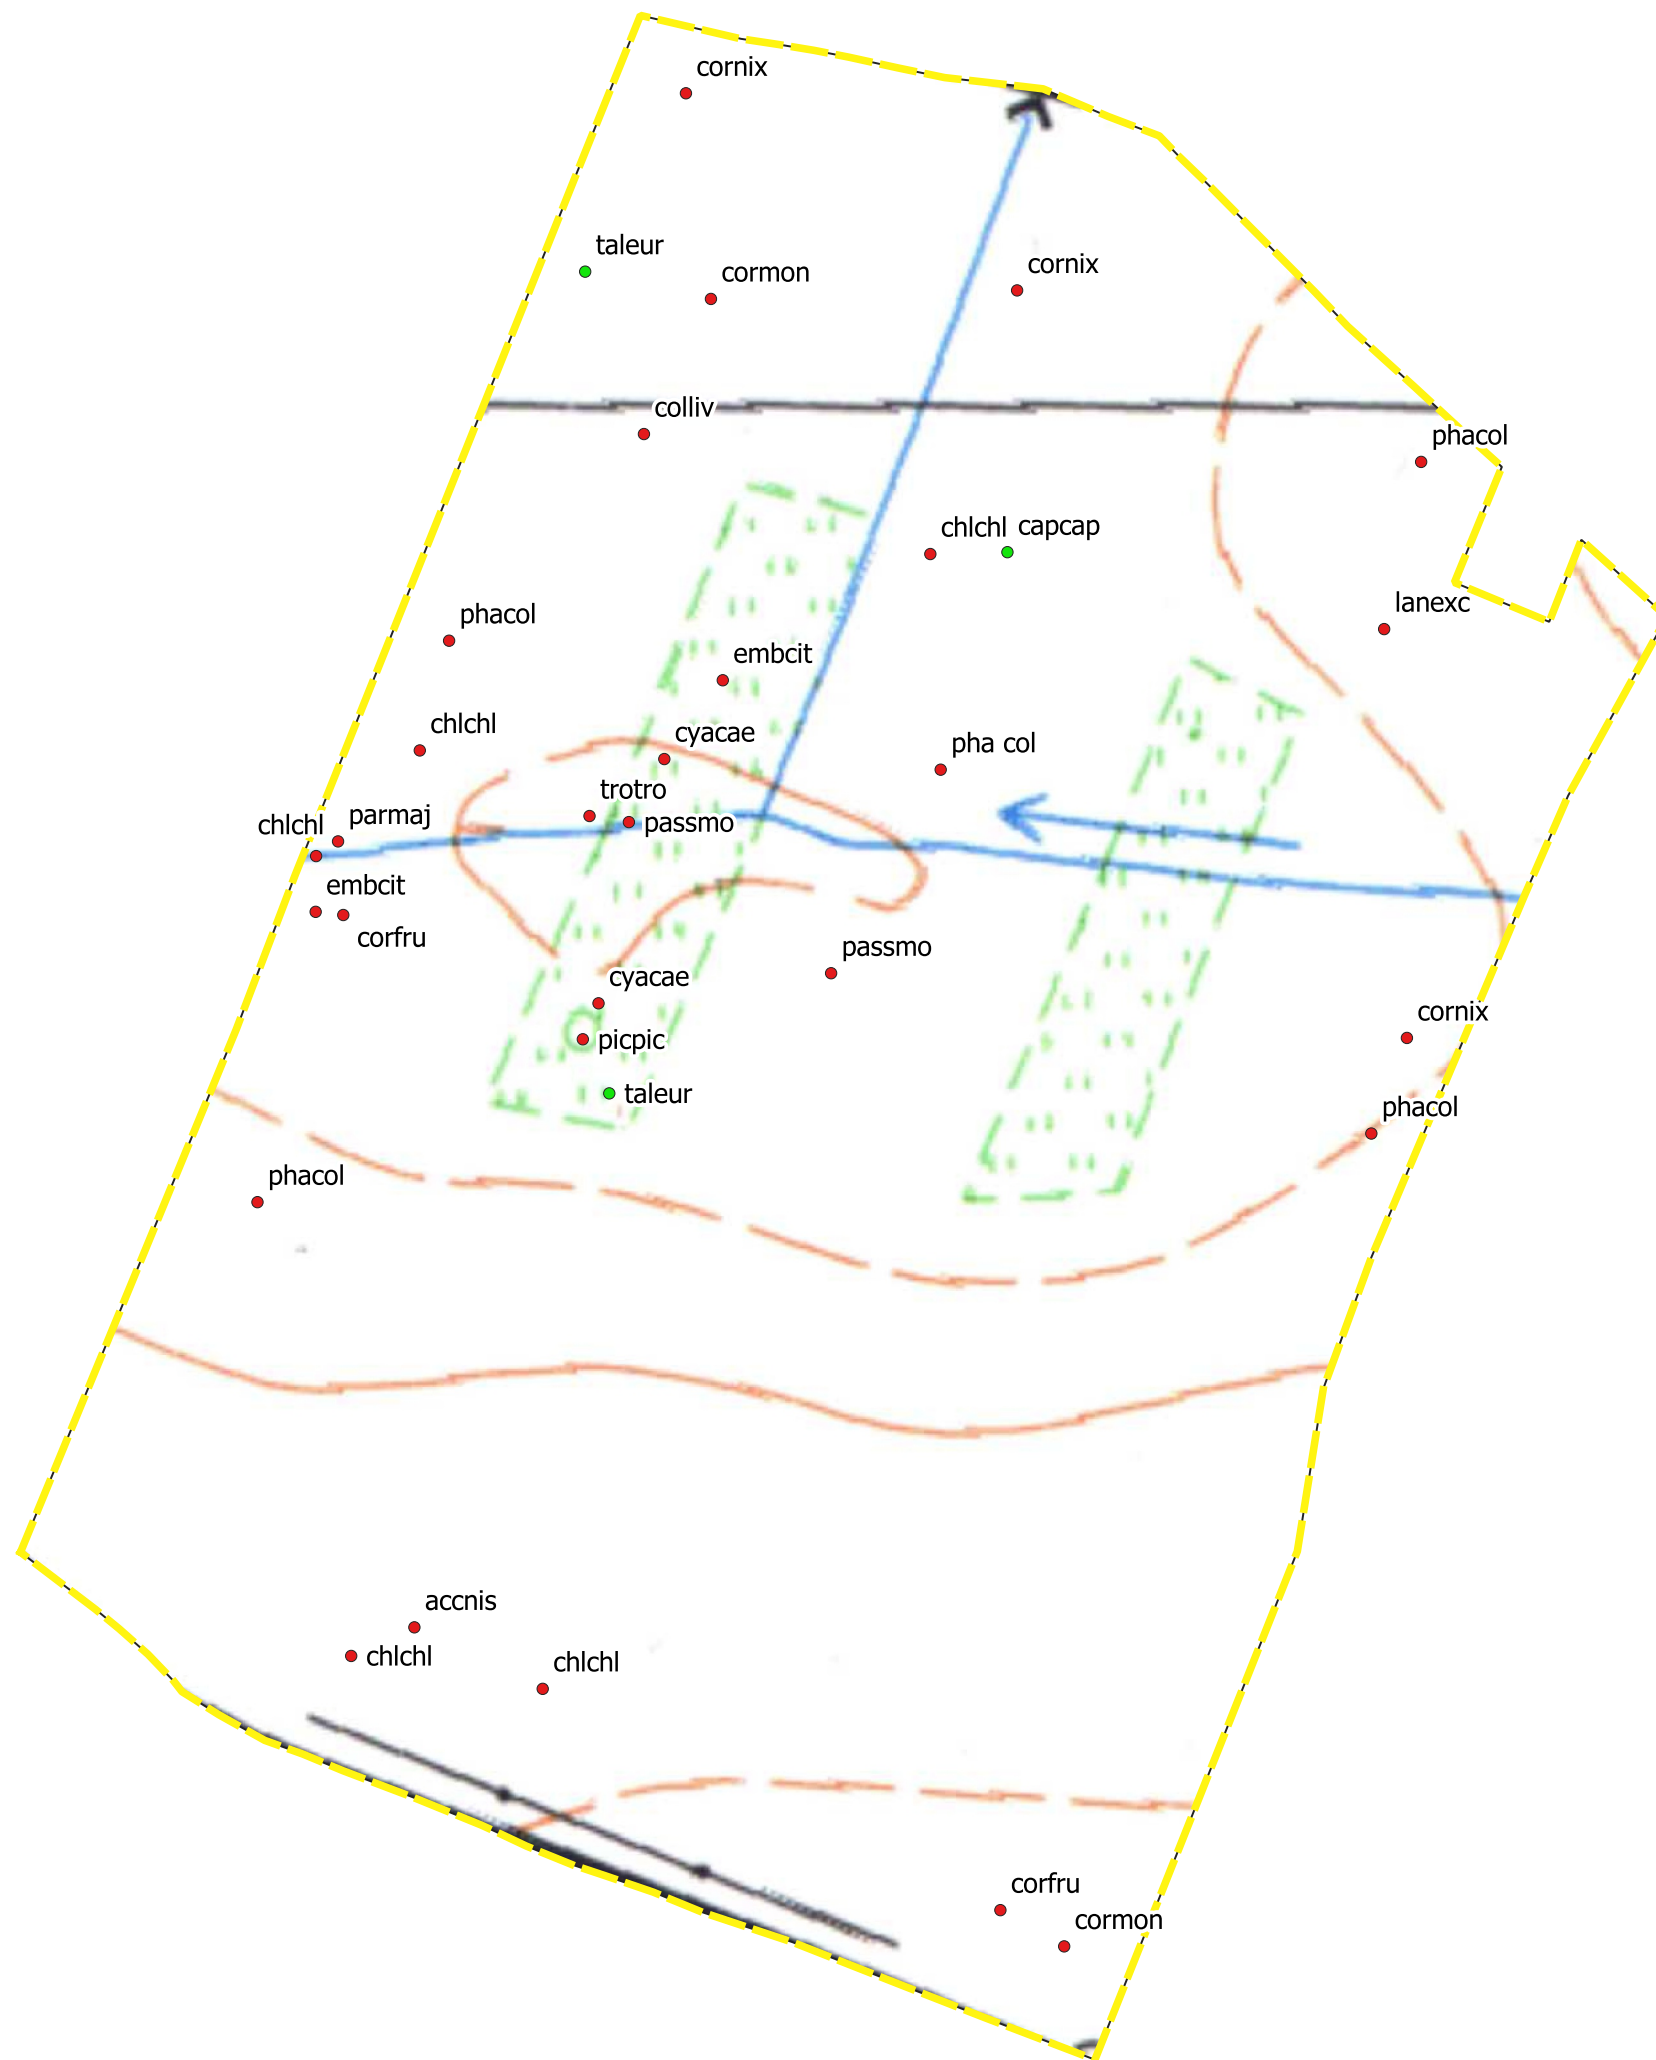 cornix
taleur
cormon
cornix
colliv
phacol
chlchl
capcap
lanexc
phacol
embcit
chlchl
cyacae
pha col
trotro
parmaj
chlchl
passmo
embcit
corfru
passmo
cyacae
cornix
picpic
taleur
phacol
phacol
accnis
chlchl
chlchl
corfru
cormon